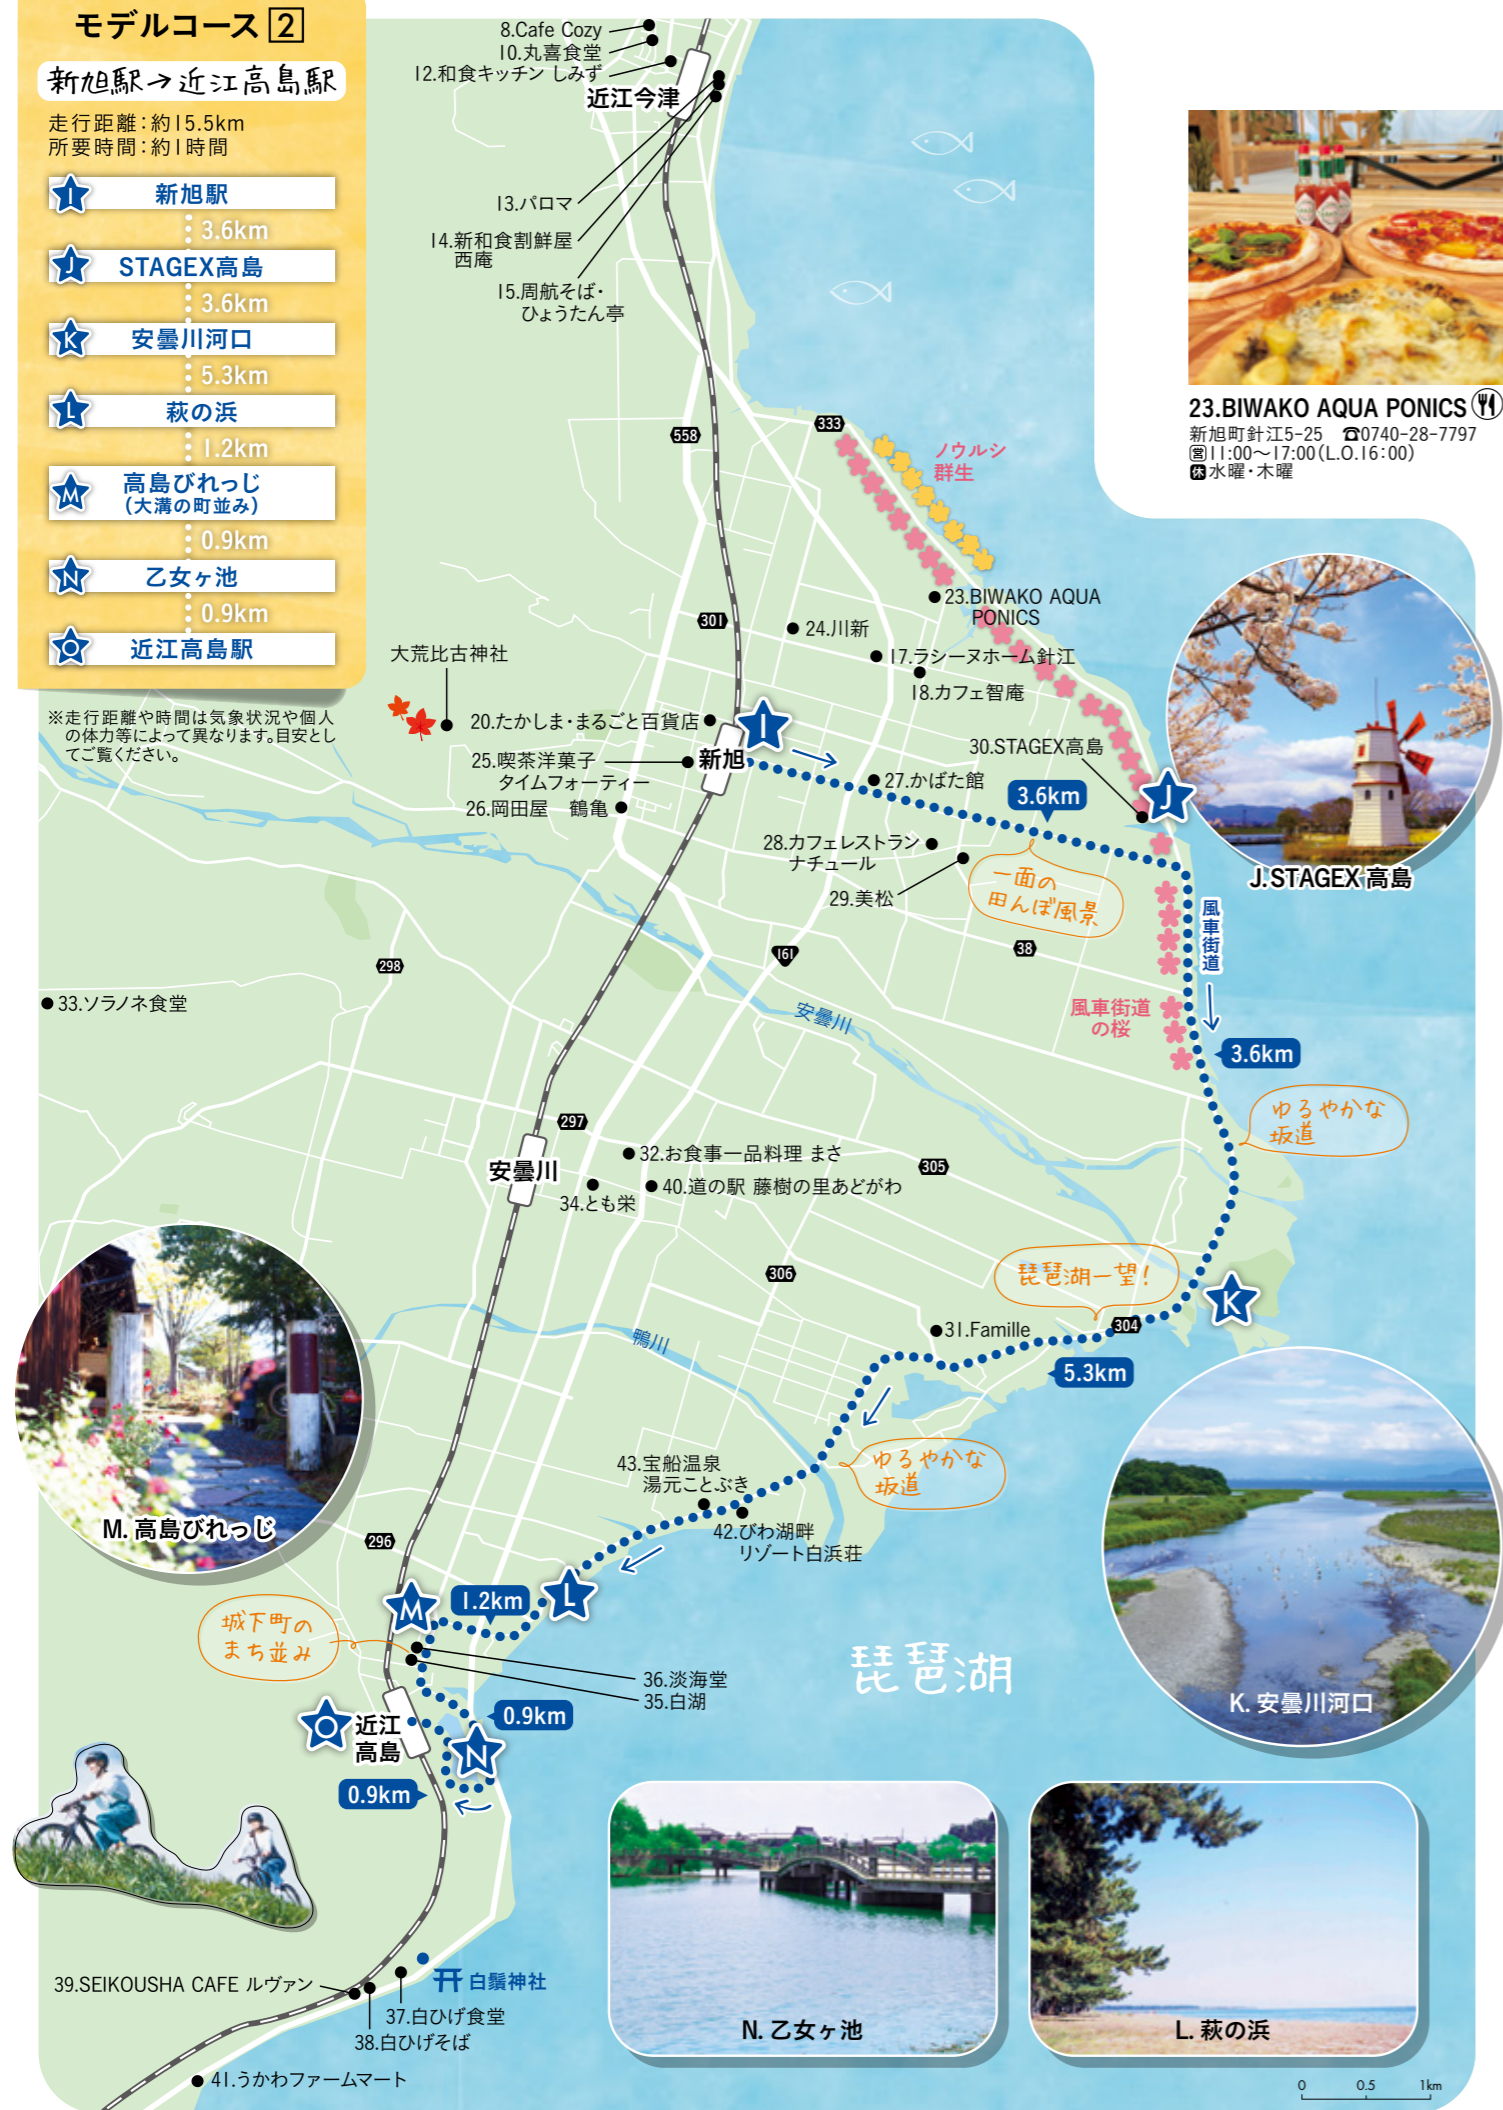 モデルコース 2
新旭駅→近江高島駅
走行距離：約15.5km
所要時間：約1時間
I 新旭駅
3.6km
J STAGEX高島
3.6km
K 安曇川河口
5.3km
L 萩の浜
1.2km
M 高島びれっじ
(大溝の町並み)
0.9km
N 乙女ヶ池
0.9km
O 近江高島駅
※走行距離や時間は気象状況や個人
の体力等によって異なります。目安とし
てご覧ください。
8.Cafe Cozy
10.丸喜食堂
12.和食キッチン しみず
近江今津
13.パロマ
14.新和食割鮮屋
西庵
15.周航そば・
ひょうたん亭
23.BIWAKO AQUA PONICS
新旭町針江5-25 ☎0740-28-7797
営11:00〜17:00(L.O.16:00)
休水曜・木曜
333
558
ノウルシ
群生
23.BIWAKO AQUA
PONICS
301
24.川新
17.ラシーヌホーム針江
18.カフェ智庵
大荒比古神社
20.たかしま・まるごと百貨店
I
新旭
25.喫茶洋菓子
タイムフォーティー
26.岡田屋 鶴亀
30.STAGEX高島
J
27.かばた館
3.6km
28.カフェレストラン
ナチュール
29.美松
一面の
田んぼ風景
J.STAGEX 高島
風車街道
38
161
298
33.ソラノネ食堂
安曇川
風車街道
の桜
3.6km
ゆるやかな
坂道
297
32.お食事一品料理 まさ
安曇川
305
34.とも栄
40.道の駅 藤樹の里あどがわ
306
琵琶湖一望!
K
304
31.Famille
鴨川
5.3km
M. 高島びれっじ
ゆるやかな
坂道
43.宝船温泉
湯元ことぶき
42.びわ湖畔
リゾート白浜荘
296
L
M
1.2km
城下町の
まち並み
36.淡海堂
35.白湖
琵琶湖
K. 安曇川河口
O
近江
高島
0.9km
N
0.9km
N. 乙女ヶ池
L. 萩の浜
39.SEIKOUSHA CAFE ルヴァン
白鬚神社
37.白ひげ食堂
38.白ひげそば
41.うかわファームマート
0 0.5 1km